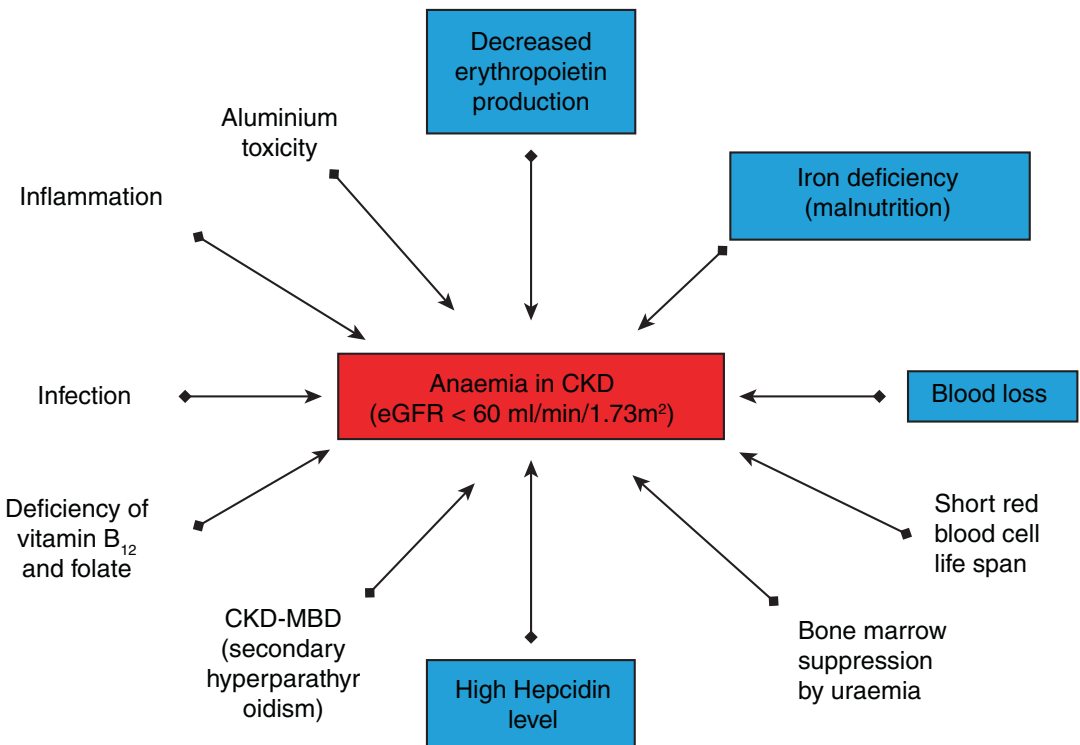 Decreased
erythropoietin
production
Aluminium
toxicity
Iron deficiency
(malnutrition)
Inflammation
Anaemia in CKD
(eGFR < 60 ml/min/1.73m²)
Infection
Blood loss
Deficiency of
vitamin B₁₂
and folate
Short red
blood cell
life span
CKD-MBD
(secondary
hyperparathyr
oidism)
Bone marrow
suppression
by uraemia
High Hepcidin
level